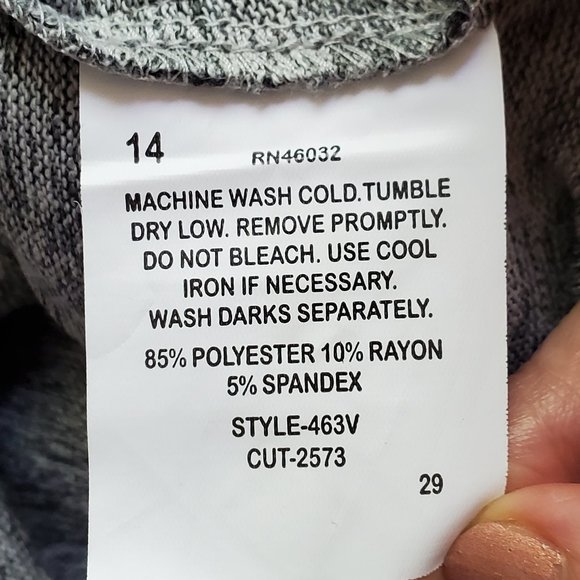 14 RN46032
MACHINE WASH COLD.TUMBLE
DRY LOW. REMOVE PROMPTLY.
DO NOT BLEACH. USE COOL
IRON IF NECESSARY.
WASH DARKS SEPARATELY.
85% POLYESTER 10% RAYON
5% SPANDEX
STYLE-463V
CUT-2573
29